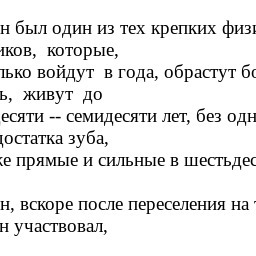 н был один из тех крепких физи
иков, которые,
лько войдут в года, обрастут бо
ь, живут до
есяти -- семидесяти лет, без одн
достатка зуба,
же прямые и сильные в шестьдес
н, вскоре после переселения на т
н участвовал,